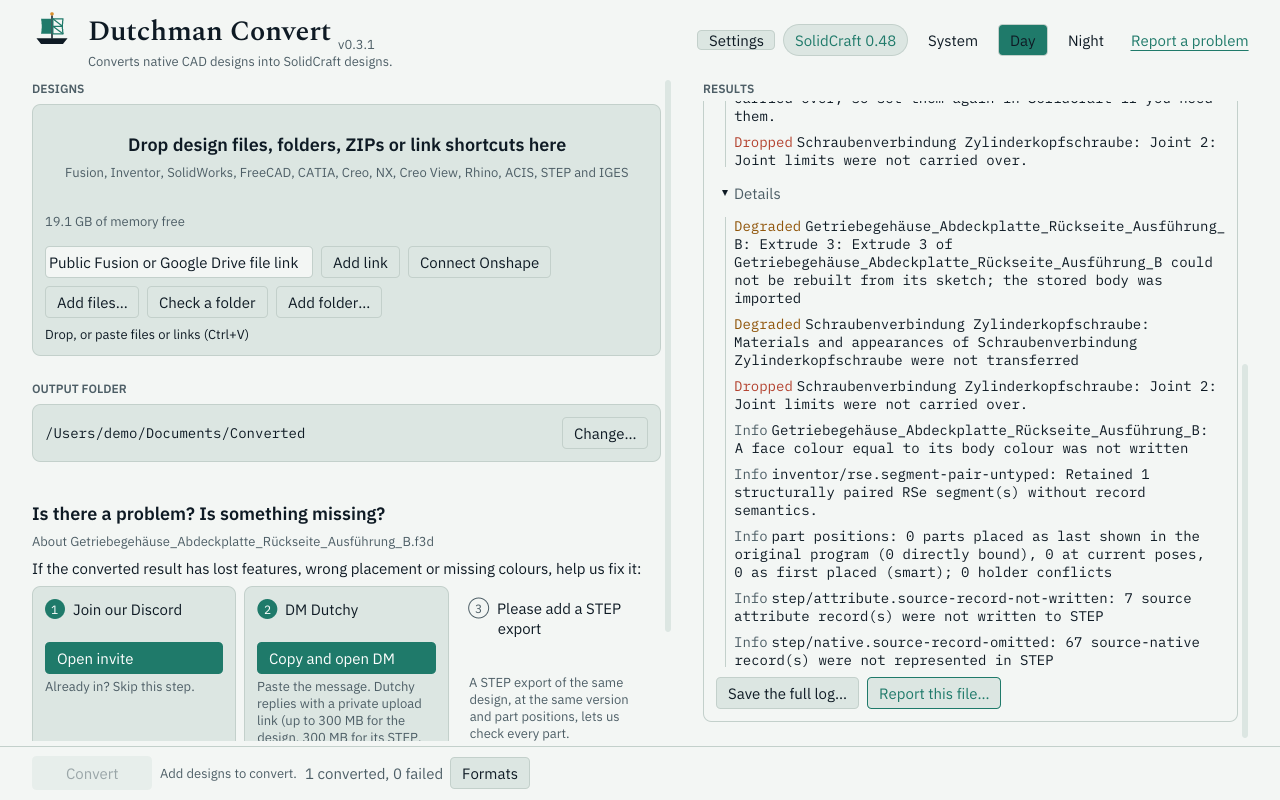 Dutchman Convert v0.3.1
Converts native CAD designs into SolidCraft designs.
Settings
SolidCraft 0.48
System
Day
Night
Report a problem
DESIGNS
Drop design files, folders, ZIPs or link shortcuts here
Fusion, Inventor, SolidWorks, FreeCAD, CATIA, Creo, NX, Creo View, Rhino, ACIS, STEP and IGES
19.1 GB of memory free
Public Fusion or Google Drive file link
Add link
Connect Onshape
Add files...
Check a folder
Add folder...
Drop, or paste files or links (Ctrl+V)
OUTPUT FOLDER
/Users/demo/Documents/Converted
Change...
Is there a problem? Is something missing?
About Getriebegehäuse_Abdeckplatte_Rückseite_Ausführung_B.f3d
If the converted result has lost features, wrong placement or missing colours, help us fix it:
1 Join our Discord
Open invite
Already in? Skip this step.
2 DM Dutchy
Copy and open DM
Paste the message. Dutchy
replies with a private upload
link (up to 300 MB for the
design, 300 MB for its STEP.
3 Please add a STEP
export
A STEP export of the same
design, at the same version
and part positions, lets us
check every part.
RESULTS
carried over, so set them again in SolidCraft if you need
them.
Dropped Schraubenverbindung Zylinderkopfschraube: Joint 2:
Joint limits were not carried over.
Details
Degraded Getriebegehäuse_Abdeckplatte_Rückseite_Ausführung_
B: Extrude 3: Extrude 3 of
Getriebegehäuse_Abdeckplatte_Rückseite_Ausführung_B could
not be rebuilt from its sketch; the stored body was
imported
Degraded Schraubenverbindung Zylinderkopfschraube:
Materials and appearances of Schraubenverbindung
Zylinderkopfschraube were not transferred
Dropped Schraubenverbindung Zylinderkopfschraube: Joint 2:
Joint limits were not carried over.
Info Getriebegehäuse_Abdeckplatte_Rückseite_Ausführung_B:
A face colour equal to its body colour was not written
Info inventor/rse.segment-pair-untyped: Retained 1
structurally paired RSe segment(s) without record
semantics.
Info part positions: 0 parts placed as last shown in the
original program (0 directly bound), 0 at current poses,
0 as first placed (smart); 0 holder conflicts
Info step/attribute.source-record-not-written: 7 source
attribute record(s) were not written to STEP
Info step/native.source-record-omitted: 67 source-native
record(s) were not represented in STEP
Save the full log...
Report this file...
Convert
Add designs to convert.
1 converted, 0 failed
Formats